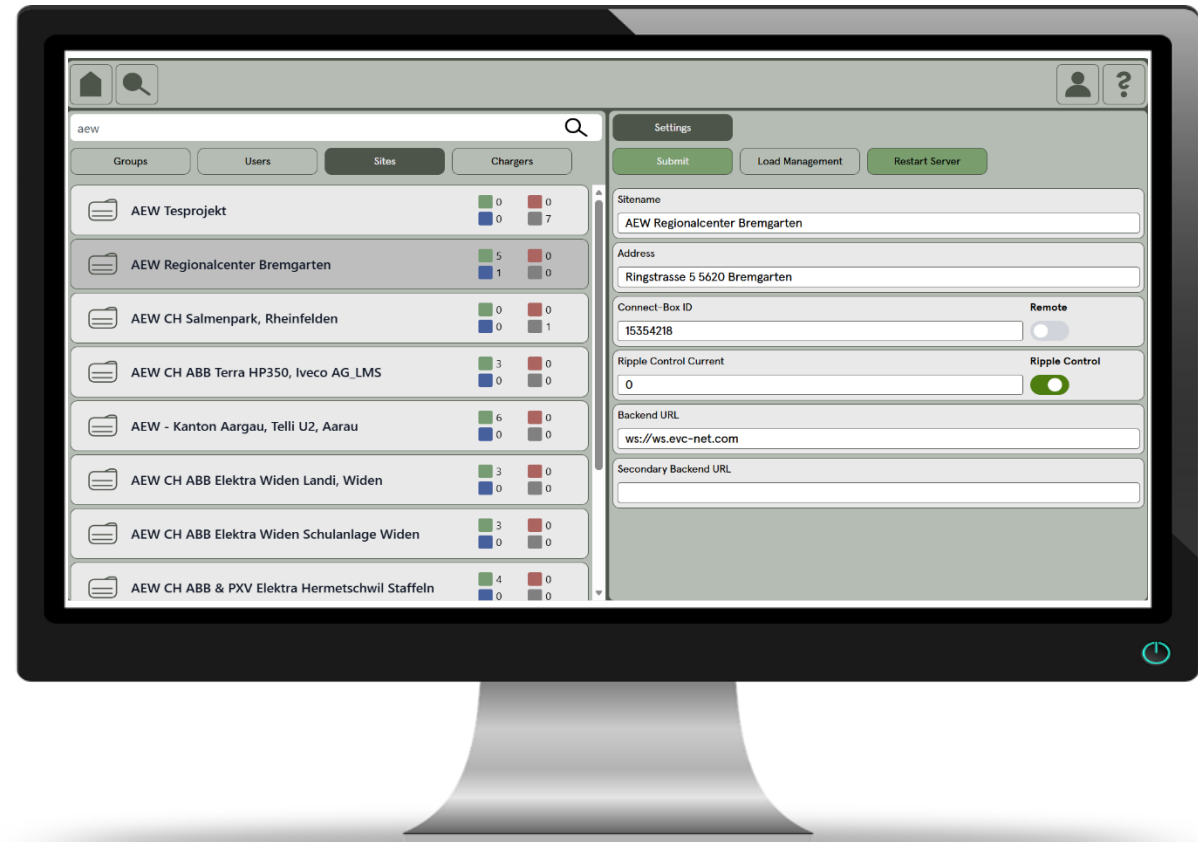 ?
aew
Groups Users Sites Chargers
AEW Tesprojekt
0 0
0 7
AEW Regionalcenter Bremgarten
5 0
1 0
AEW CH Salmenpark, Rheinfelden
0 0
0 1
AEW CH ABB Terra HP350, Iveco AG_LMS
3 0
0 0
AEW - Kanton Aargau, Telli U2, Aarau
6 0
0 0
AEW CH ABB Elektra Widen Landi, Widen
3 0
0 0
AEW CH ABB Elektra Widen Schulanlage Widen
3 0
0 0
AEW CH ABB & PXV Elektra Hermetschwil Staffeln
4 0
0 0
Settings
Submit Load Management Restart Server
Sitename
AEW Regionalcenter Bremgarten
Address
Ringstrasse 5 5620 Bremgarten
Connect-Box ID Remote
15354218
Ripple Control Current Ripple Control
0
Backend URL
ws://ws.evc-net.com
Secondary Backend URL